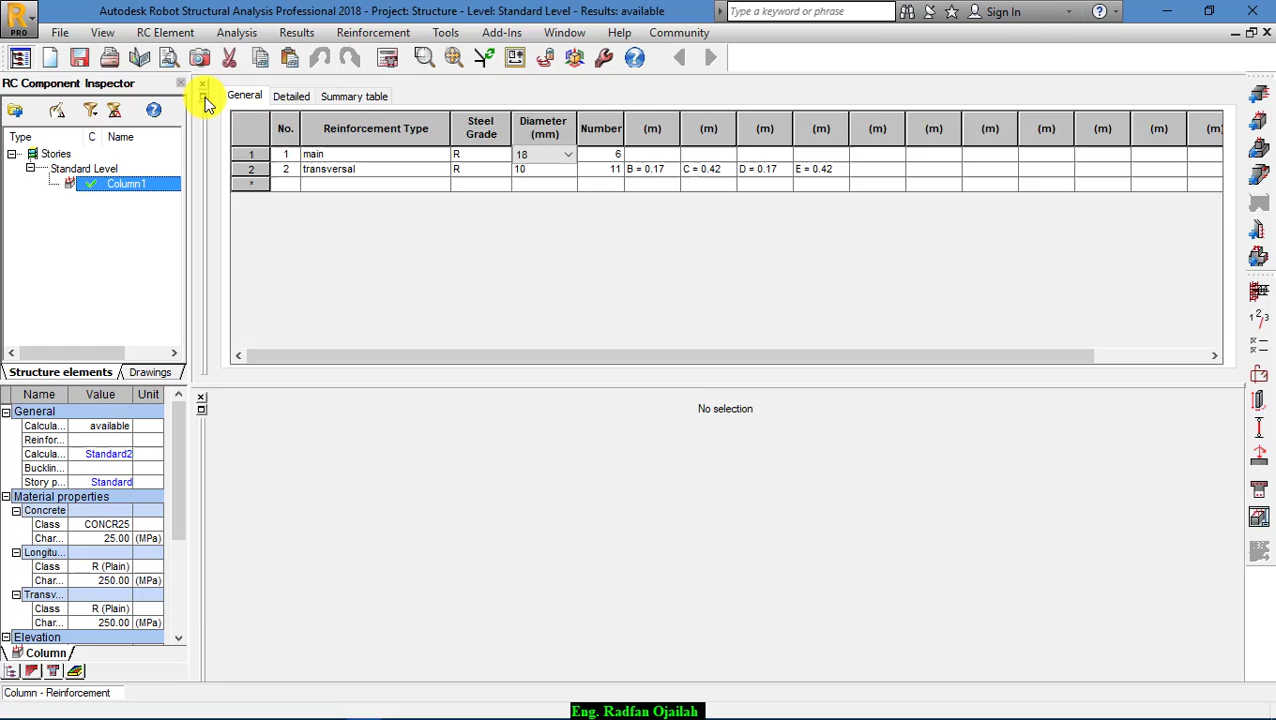 PRO
Autodesk Robot Structural Analysis Professional 2018 - Project: Structure - Level: Standard Level - Results: available
Type a keyword or phrase
Sign In
File View RC Element Analysis Results Reinforcement Tools Add-Ins Window Help Community
RC Component Inspector
Type C Name
Stories
Standard Level
Column1
Structure elements Drawings
General Detailed Summary table
No. Reinforcement Type Steel Grade Diameter (mm) Number (m) (m) (m) (m) (m) (m) (m) (m) (m) (m) (m)
1 1 main R 18 6
2 2 transversal R 10 11 B = 0.17 C = 0.42 D = 0.17 E = 0.42
*
Name Value Unit
General
Calcula... available
Reinfor...
Calcula... Standard2
Bucklin...
Story p... Standard
Material properties
Concrete
Class CONCR25
Char... 25.00 (MPa)
Longitu...
Class R (Plain)
Char... 250.00 (MPa)
Transv...
Class R (Plain)
Char... 250.00 (MPa)
Elevation
Column
No selection
Column - Reinforcement
Eng. Radfan Ojailah